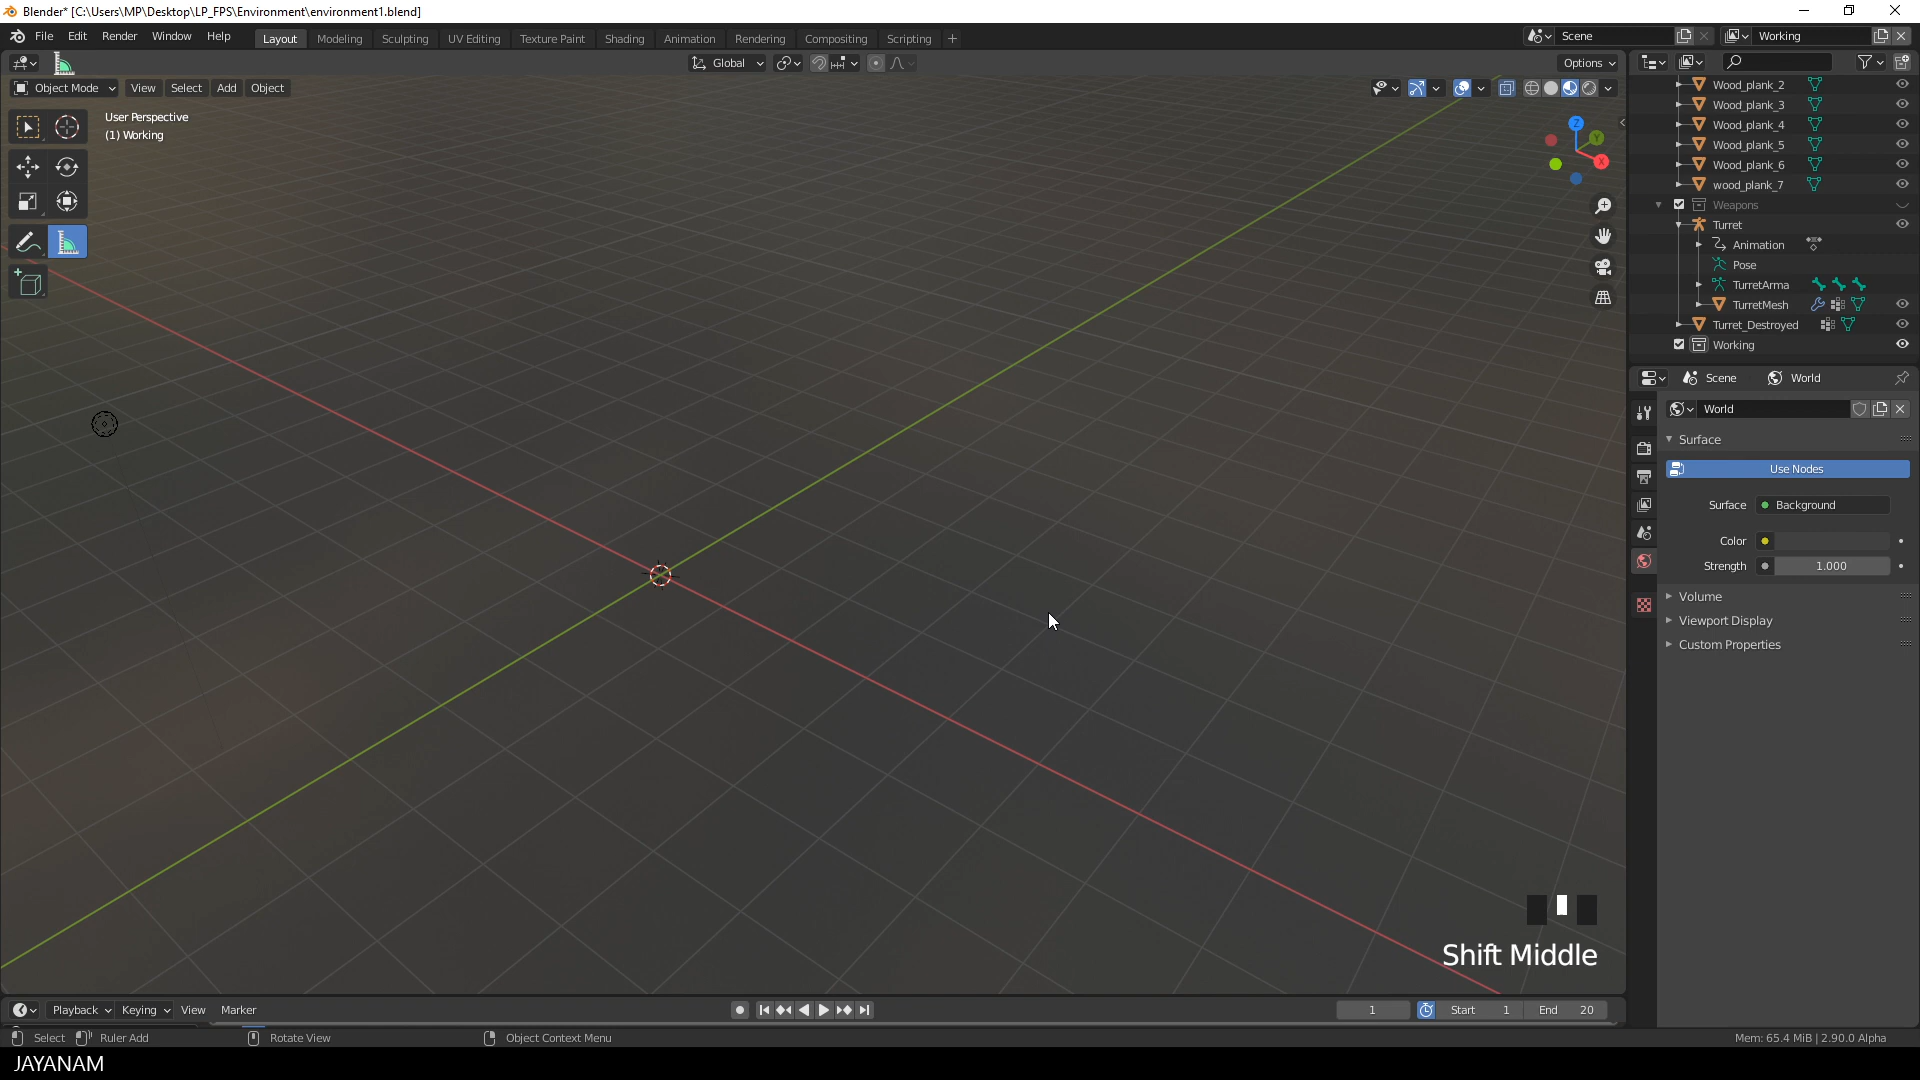 Blender* [C:\Users\MP\Desktop\LP_FPS\Environment\environment1.blend]
File Edit Render Window Help Layout Modeling Sculpting UV Editing Texture Paint Shading Animation Rendering Compositing Scripting Scene Working
Global Options
Object Mode View Select Add Object
User Perspective
(1) Working
Z
Y
X
Wood_plank_2
Wood_plank_3
Wood_plank_4
Wood_plank_5
Wood_plank_6
wood_plank_7
Weapons
Turret
Animation
Pose
TurretArma
TurretMesh
Turret_Destroyed
Working
Scene World
World
Surface
Use Nodes
Surface Background
Color
Strength 1.000
Volume
Viewport Display
Custom Properties
Shift Middle
Playback Keying View Marker 1 Start 1 End 20
Select Ruler Add Rotate View Object Context Menu Mem: 65.4 MiB | 2.90.0 Alpha
JAYANAM